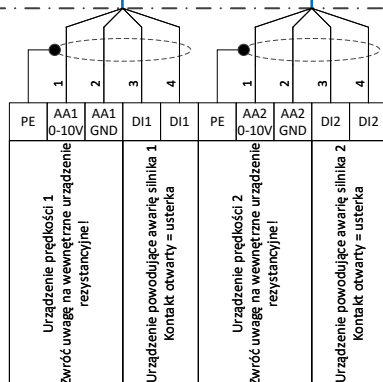 1 2 3 4 1 2 3 4
PE AA1 0-10V AA1 GND DI1 DI1 PE AA2 0-10V AA2 GND DI2 DI2
Urządzenie prędkości 1
Zwróć uwagę na wewnętrzne urządzenie
rezystancyjne!
Urządzenie powodujące awarię silnika 1
Kontakt otwarty = usterka
Urządzenie prędkości 2
Zwróć uwagę na wewnętrzne urządzenie
rezystancyjne!
Urządzenie powodujące awarię silnika 2
Kontakt otwarty = usterka